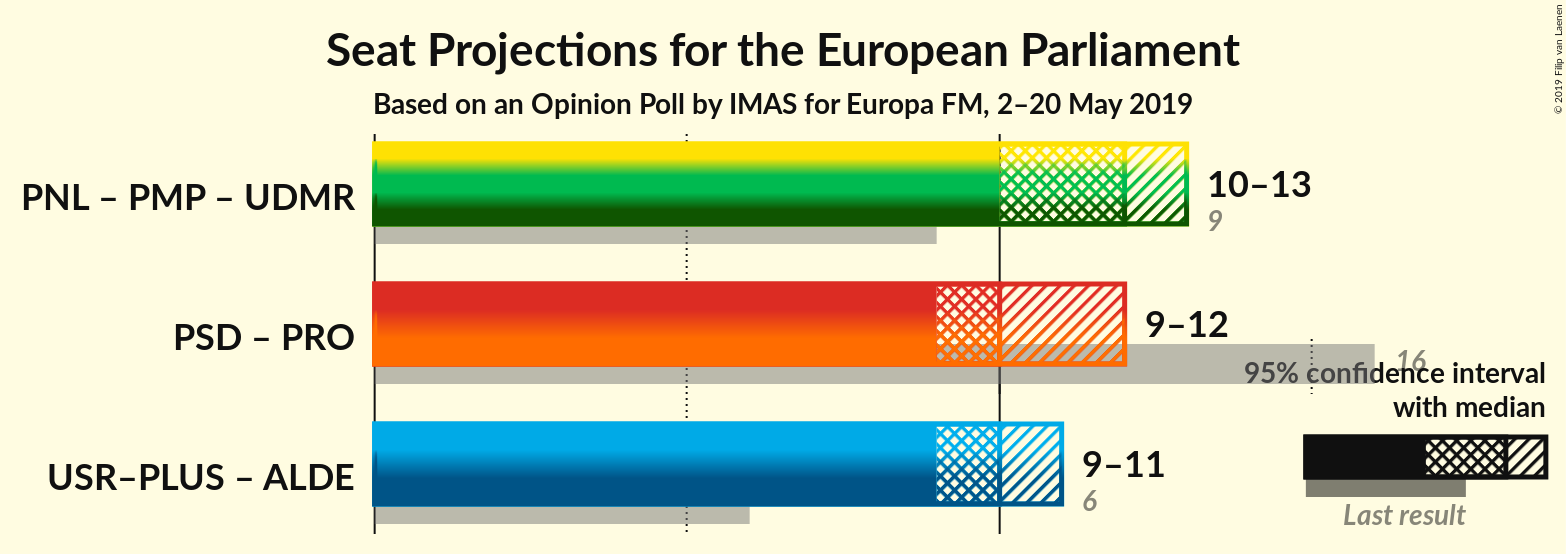 Seat Projections for the European Parliament
Based on an Opinion Poll by IMAS for Europa FM, 2–20 May 2019
© 2019 Filip van Laenen
PNL – PMP – UDMR
10–13
9
PSD – PRO
9–12
16
95% confidence interval
with median
USR–PLUS – ALDE
9–11
6
Last result